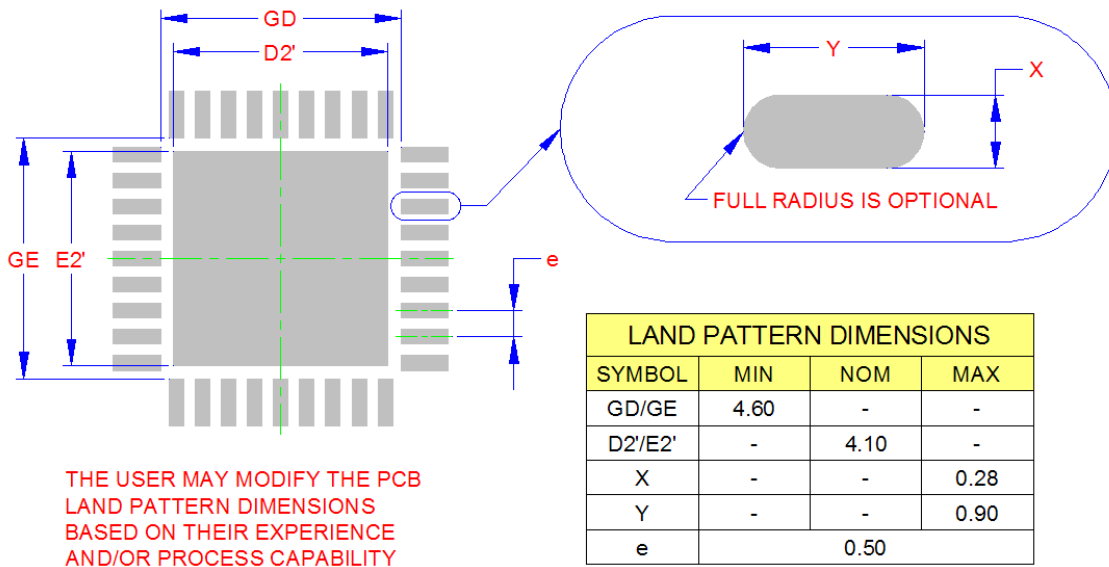 GD
D2'
GE
E2'
e
Y
X
FULL RADIUS IS OPTIONAL
THE USER MAY MODIFY THE PCB
LAND PATTERN DIMENSIONS
BASED ON THEIR EXPERIENCE
AND/OR PROCESS CAPABILITY
LAND PATTERN DIMENSIONS
SYMBOL MIN NOM MAX
GD/GE 4.60 - -
D2'/E2' - 4.10 -
X - - 0.28
Y - - 0.90
e 0.50